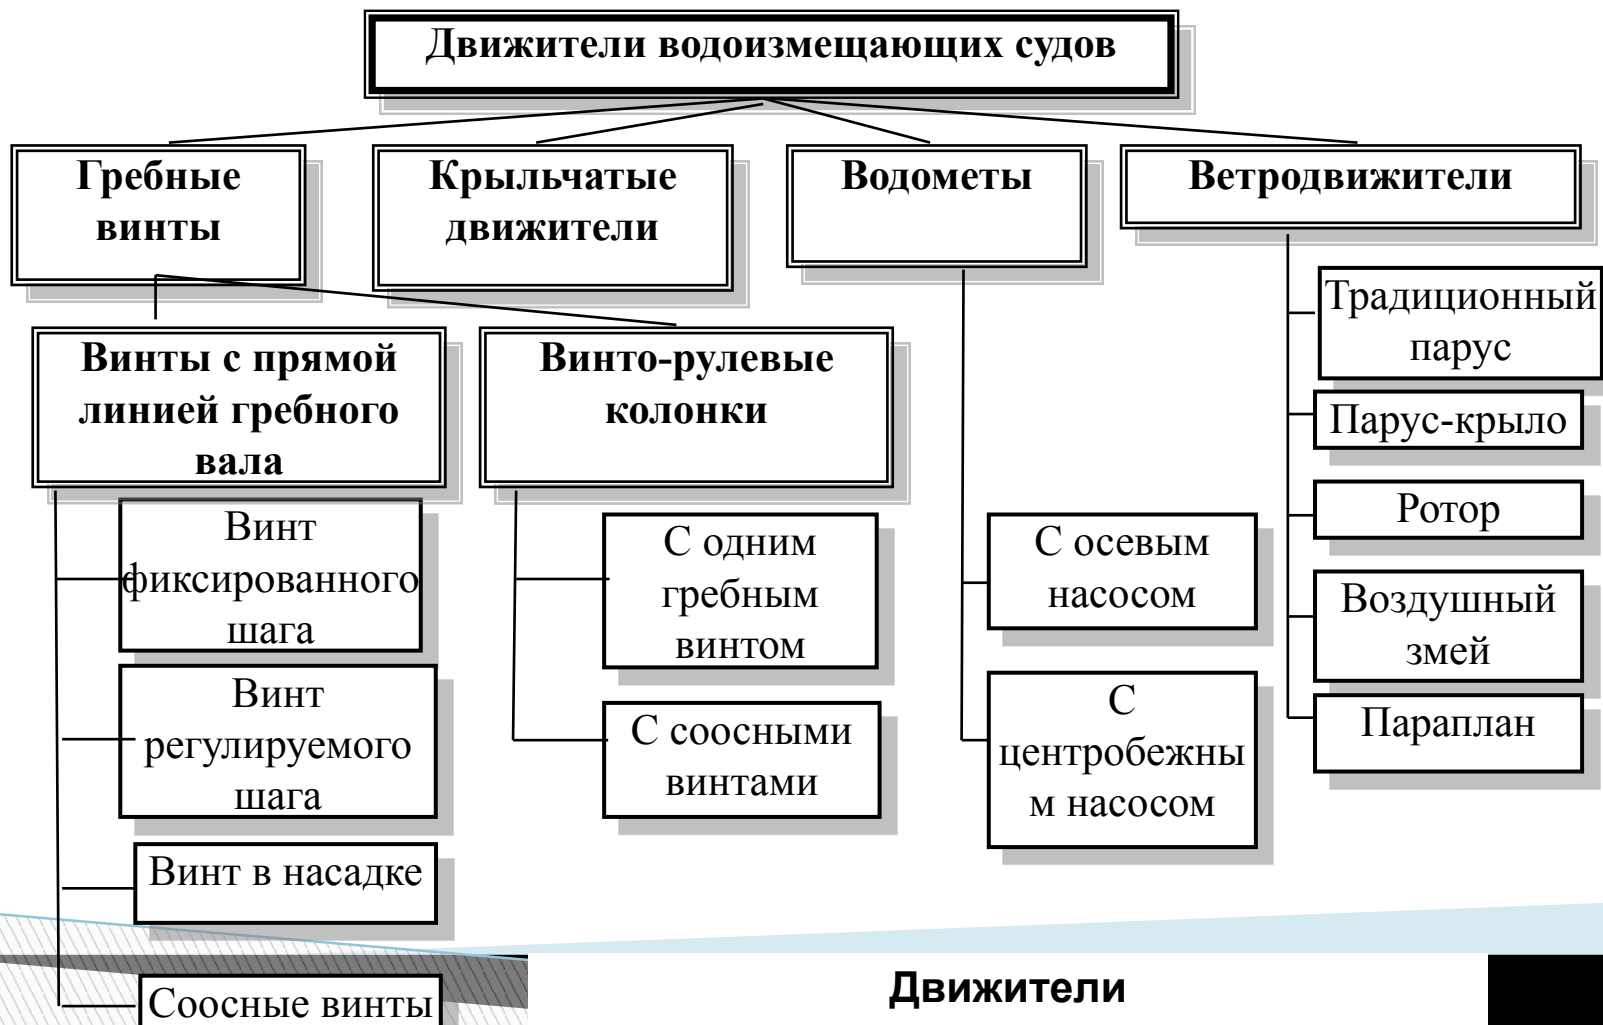 Движители водоизмещающих судов
Гребные
винты
Крыльчатые
движители
Водометы
Ветродвижители
Винты с прямой
линией гребного
вала
Винто-рулевые
колонки
Винт
фиксированного
шага
Винт
регулируемого
шага
Винт в насадке
Соосные винты
С одним
гребным
винтом
С соосными
винтами
С осевым
насосом
С
центробежны
м насосом
Традиционный
парус
Парус-крыло
Ротор
Воздушный
змей
Параплан
Движители